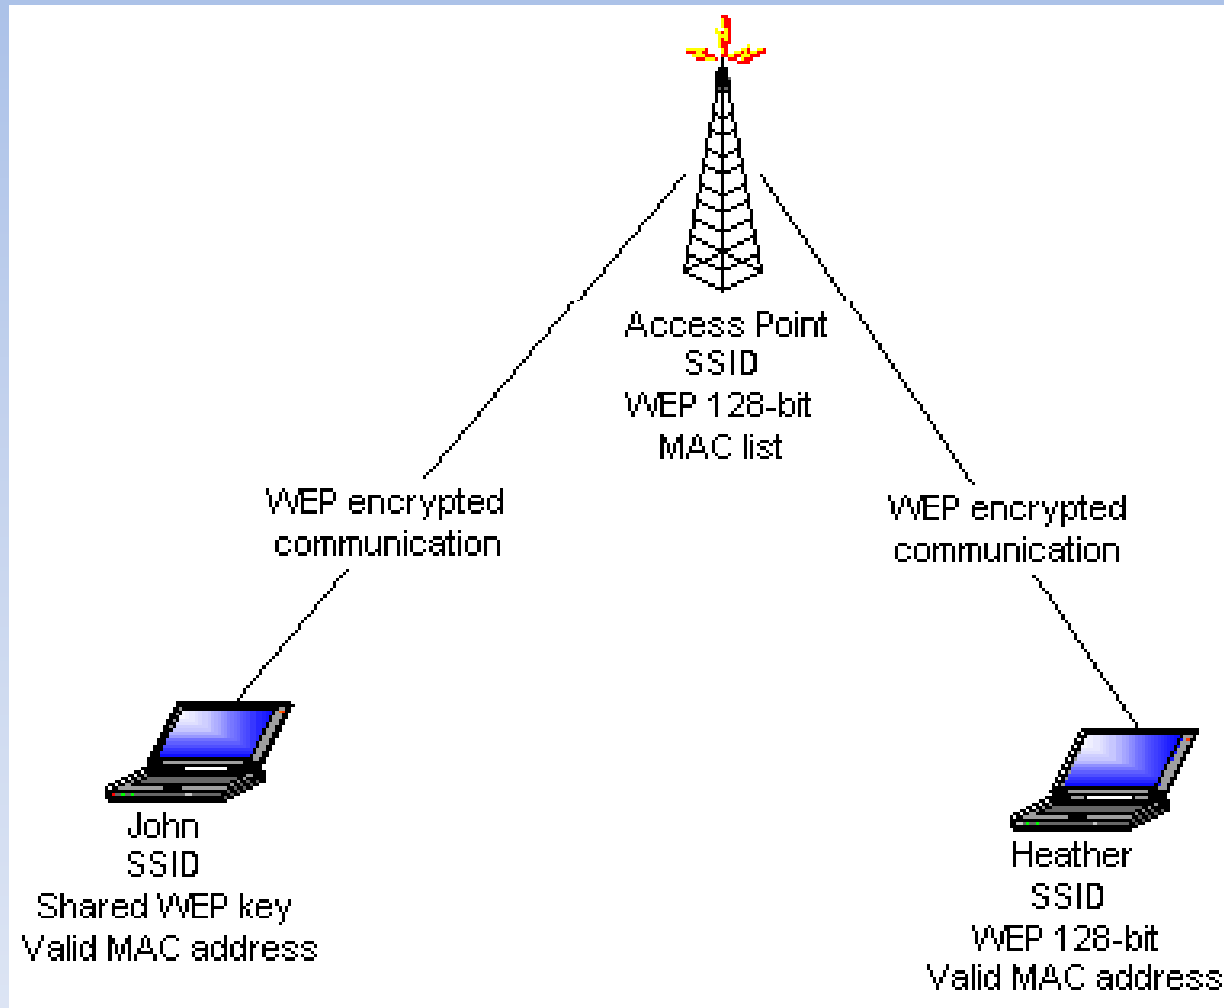 Access Point
SSID
WEP 128-bit
MAC list
WEP encrypted
communication
WEP encrypted
communication
John
SSID
Shared WEP key
Valid MAC address
Heather
SSID
WEP 128-bit
Valid MAC address